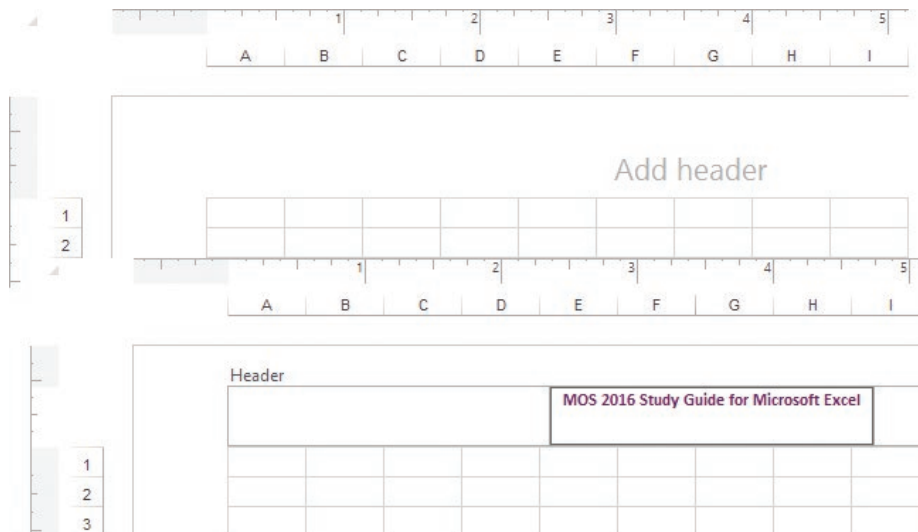 1 2 3 4 5
A B C D E F G H I
Add header
1
2
1 2 3 4 5
A B C D E F G H I
Header
MOS 2016 Study Guide for Microsoft Excel
1
2
3